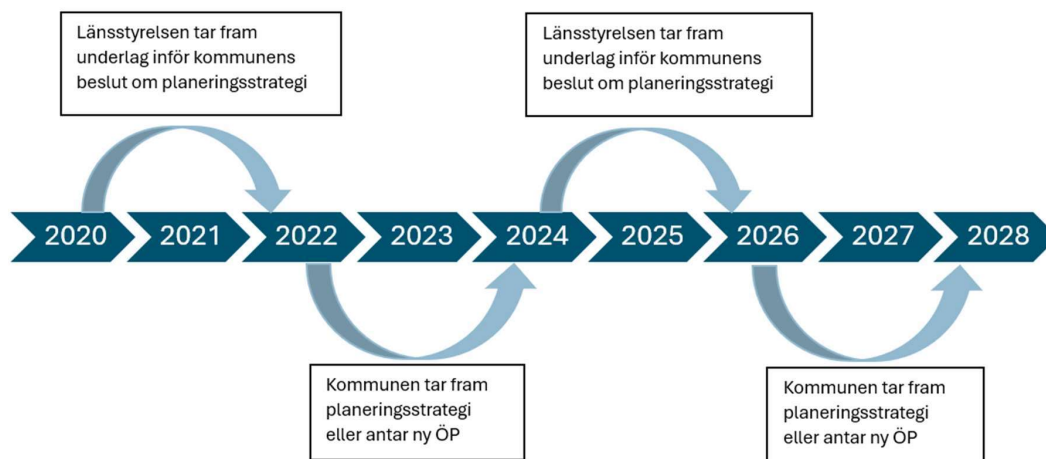 Länsstyrelsen tar fram
underlag inför kommunens
beslut om planeringsstrategi
Länsstyrelsen tar fram
underlag inför kommunens
beslut om planeringsstrategi
2020 2021 2022 2023 2024 2025 2026 2027 2028
Kommunen tar fram
planeringsstrategi
eller antar ny ÖP
Kommunen tar fram
planeringsstrategi
eller antar ny ÖP